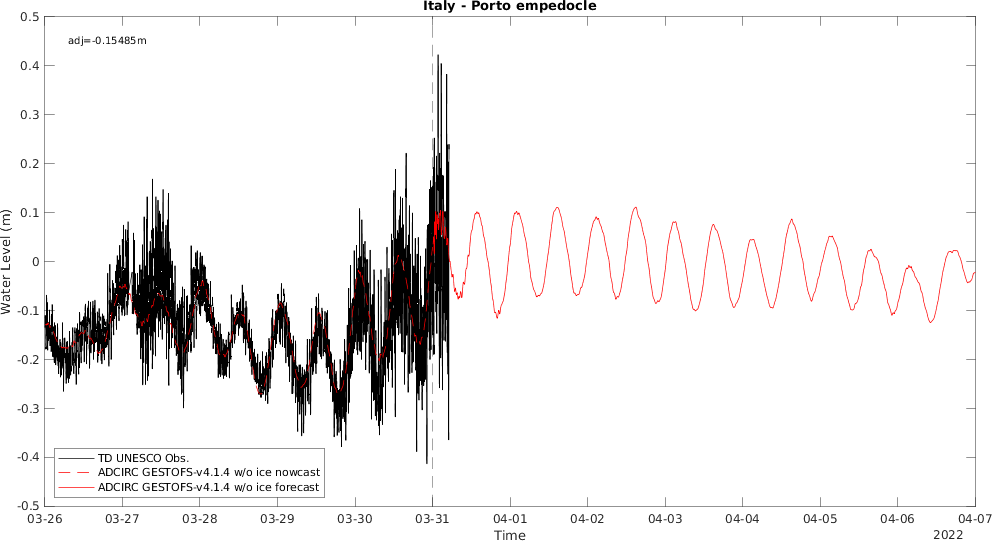 Italy - Porto empedocle
adj=-0.15485m
0.5
0.4
0.3
0.2
0.1
0
-0.1
-0.2
-0.3
-0.4
-0.5
Water Level (m)
TD UNESCO Obs.
ADCIRC GESTOFS-v4.1.4 w/o ice nowcast
ADCIRC GESTOFS-v4.1.4 w/o ice forecast
03-26 03-27 03-28 03-29 03-30 03-31 04-01 04-02 04-03 04-04 04-05 04-06 04-07
Time
2022